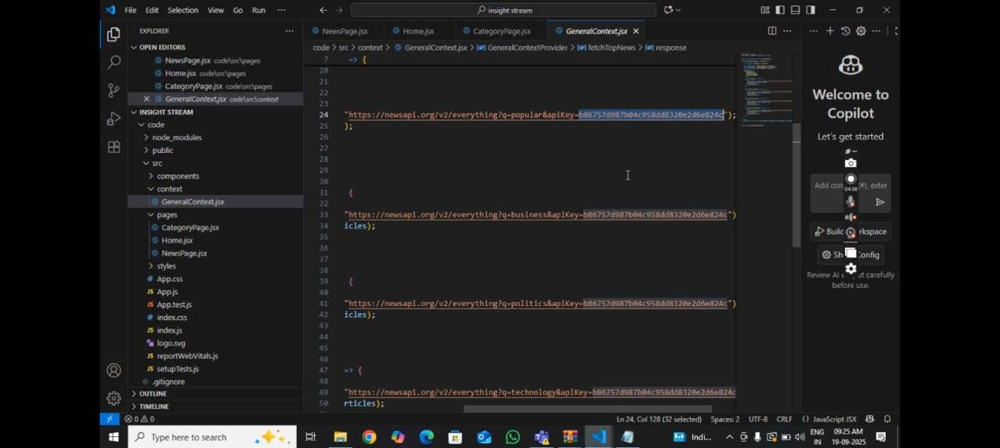 File Edit Selection View Go Run ··· insight stream
EXPLORER ···
OPEN EDITORS
NewsPage.jsx code\src\pages
Home.jsx code\src\pages
CategoryPage.jsx code\src\pages
GeneralContext.jsx code\src\context
INSIGHT STREAM
code
node_modules
public
src
components
context
GeneralContext.jsx
pages
CategoryPage.jsx
Home.jsx
NewsPage.jsx
styles
App.css
App.js
App.test.js
index.css
index.js
logo.svg
reportWebVitals.js
setupTests.js
.gitignore
OUTLINE
TIMELINE
NewsPage.jsx Home.jsx CategoryPage.jsx GeneralContext.jsx
code > src > context > GeneralContext.jsx > GeneralContextProvider > fetchTopNews > response
7 => {
20
21
22
23
24 "https://newsapi.org/v2/everything?q=popular&apiKey=b86757d987b04c958dd8320e2d6e824c");
25 );
26
27
28
29
30
31 {
32
33 "https://newsapi.org/v2/everything?q=business&apiKey=b86757d987b04c958dd8320e2d6e824c")
34 icles);
35
36
37
38
39 {
40
41 "https://newsapi.org/v2/everything?q=politics&apiKey=b86757d987b04c958dd8320e2d6e824c")
42 icles);
43
44
45
46
47 => {
48
49 "https://newsapi.org/v2/everything?q=technology&apiKey=b86757d987b04c958dd8320e2d6e824c
50 rticles);
Welcome to
Copilot
Let's get started
04:38
Add con (#), exter
Build rkspace
Sh Config
Review AI output carefully
before use.
0 0 Ln 24, Col 128 (32 selected) Spaces: 2 UTF-8 CRLF {} JavaScript JSX
Type here to search
Indi... ENG
IN
09:25 AM
19-09-2025